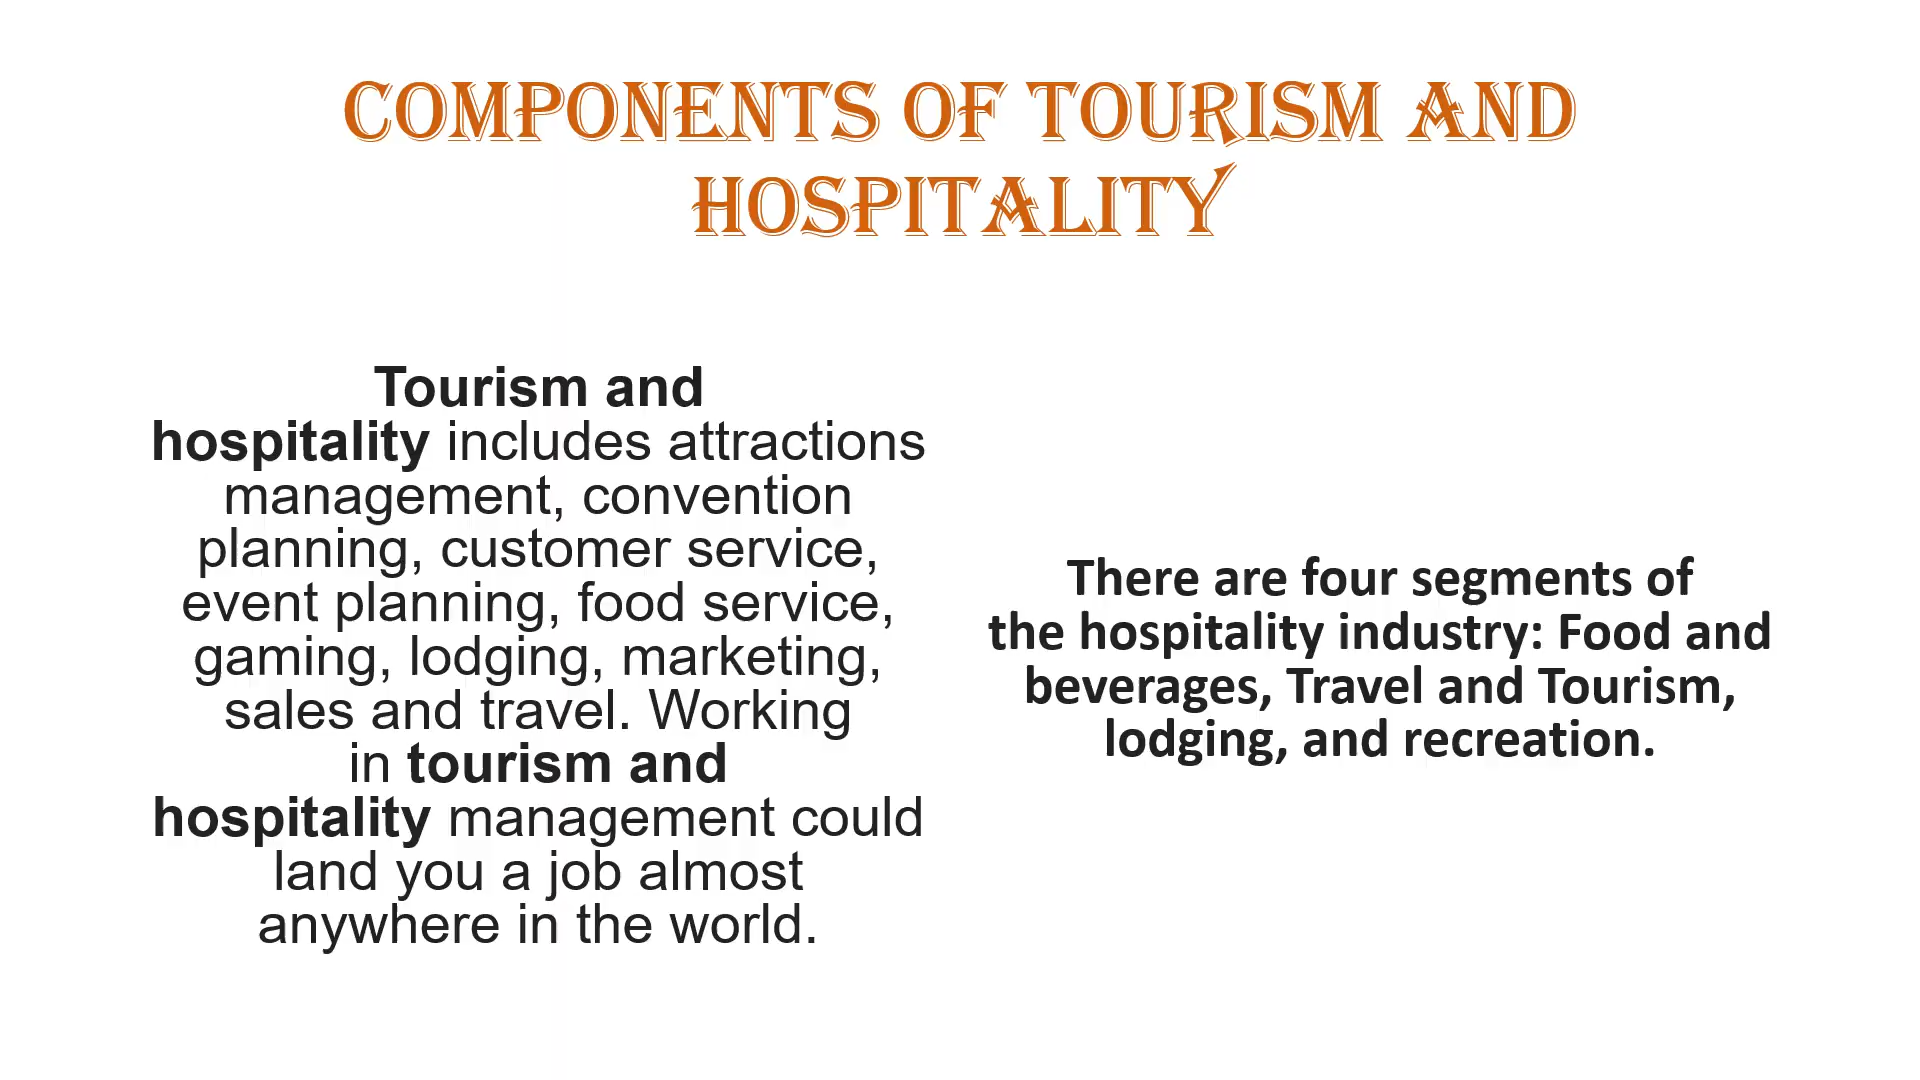 COMPONENTS OF TOURISM AND
HOSPITALITY
Tourism and
hospitality includes attractions
management, convention
planning, customer service,
event planning, food service,
gaming, lodging, marketing,
sales and travel. Working
in tourism and
hospitality management could
land you a job almost
anywhere in the world.
There are four segments of
the hospitality industry: Food and
beverages, Travel and Tourism,
lodging, and recreation.